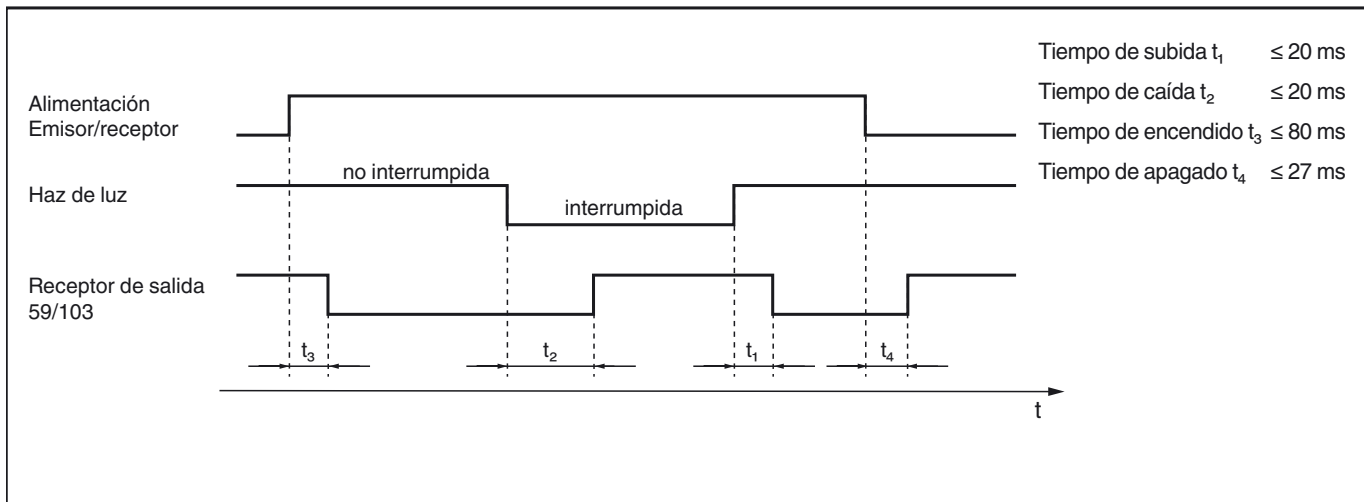 Tiempo de subida t₁ ≤ 20 ms
Tiempo de caída t₂ ≤ 20 ms
Tiempo de encendido t₃ ≤ 80 ms
Tiempo de apagado t₄ ≤ 27 ms
Alimentación
Emisor/receptor
no interrumpida
Haz de luz
interrumpida
Receptor de salida
59/103
t₃ t₂ t₁ t₄
t